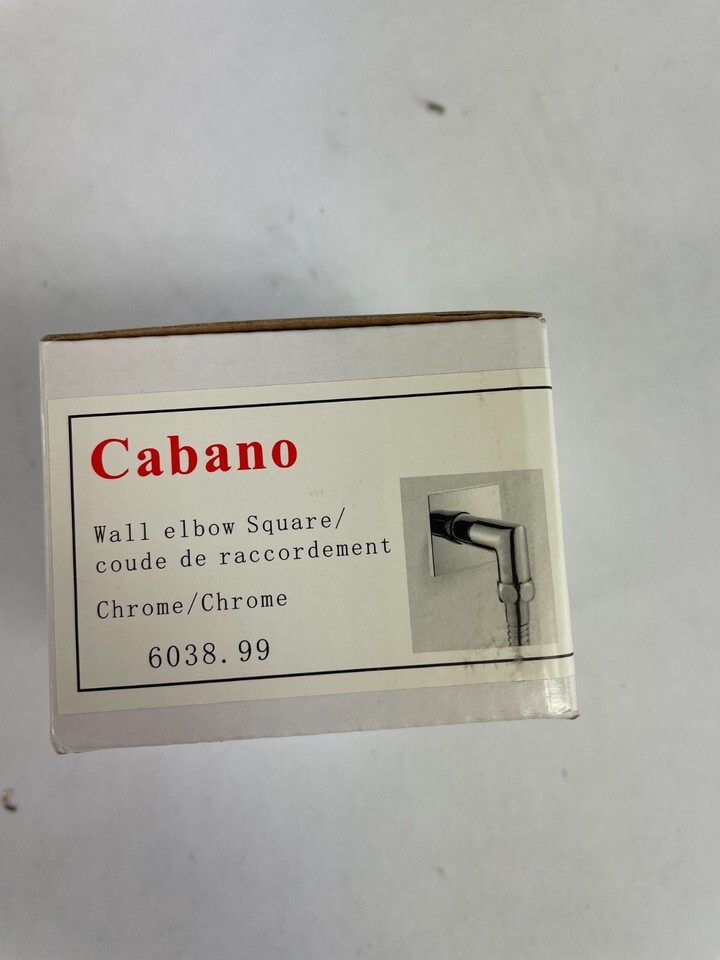 Cabano
Wall elbow Square/
coude de raccordement
Chrome/Chrome
6038.99